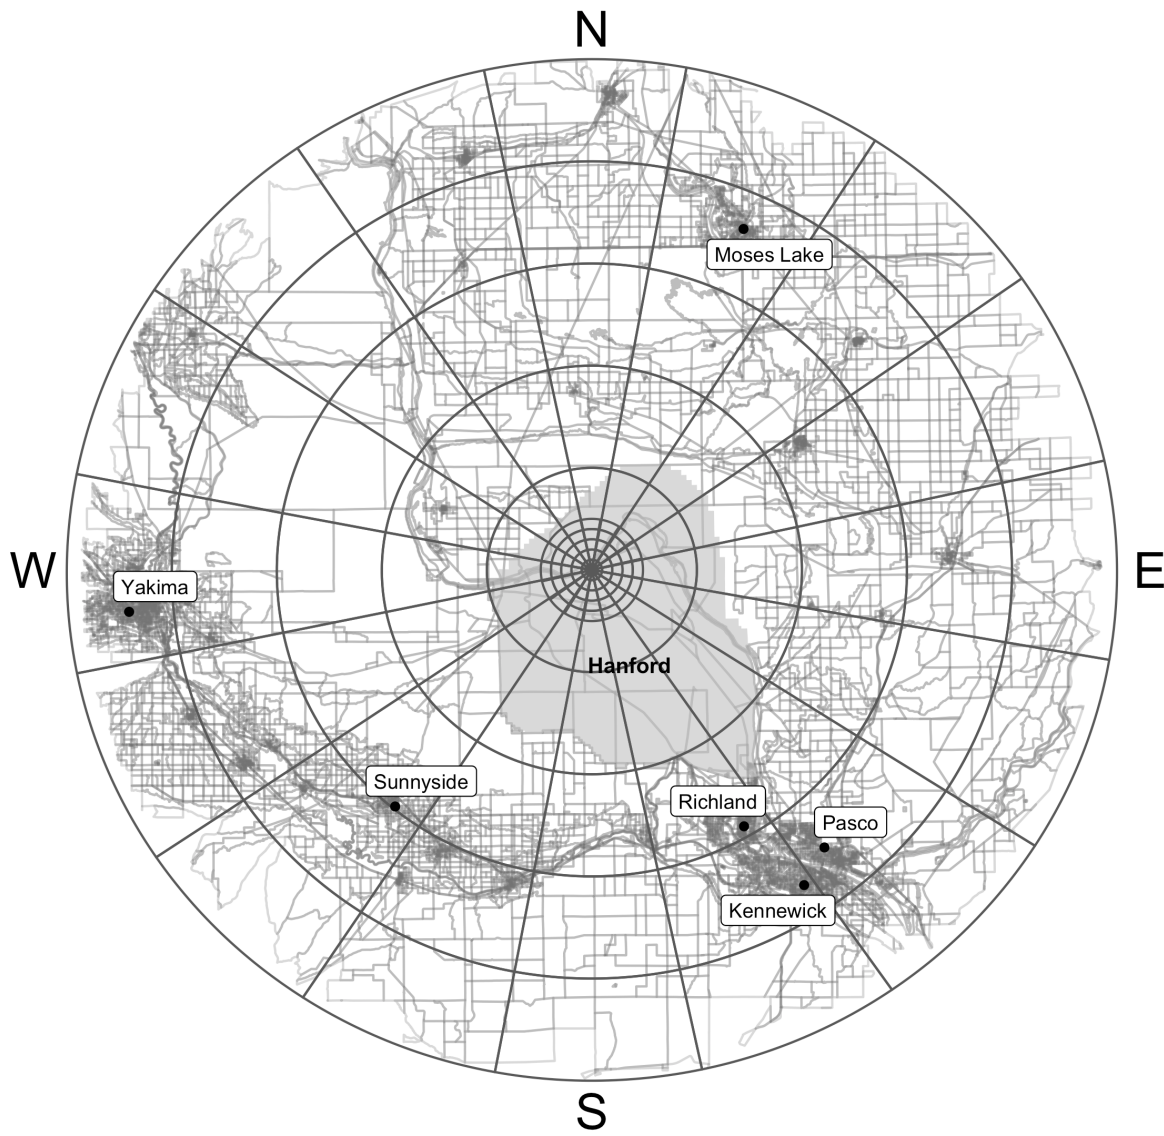 N
Moses Lake
W
E
Yakima
Hanford
Sunnyside
Richland
Pasco
Kennewick
S